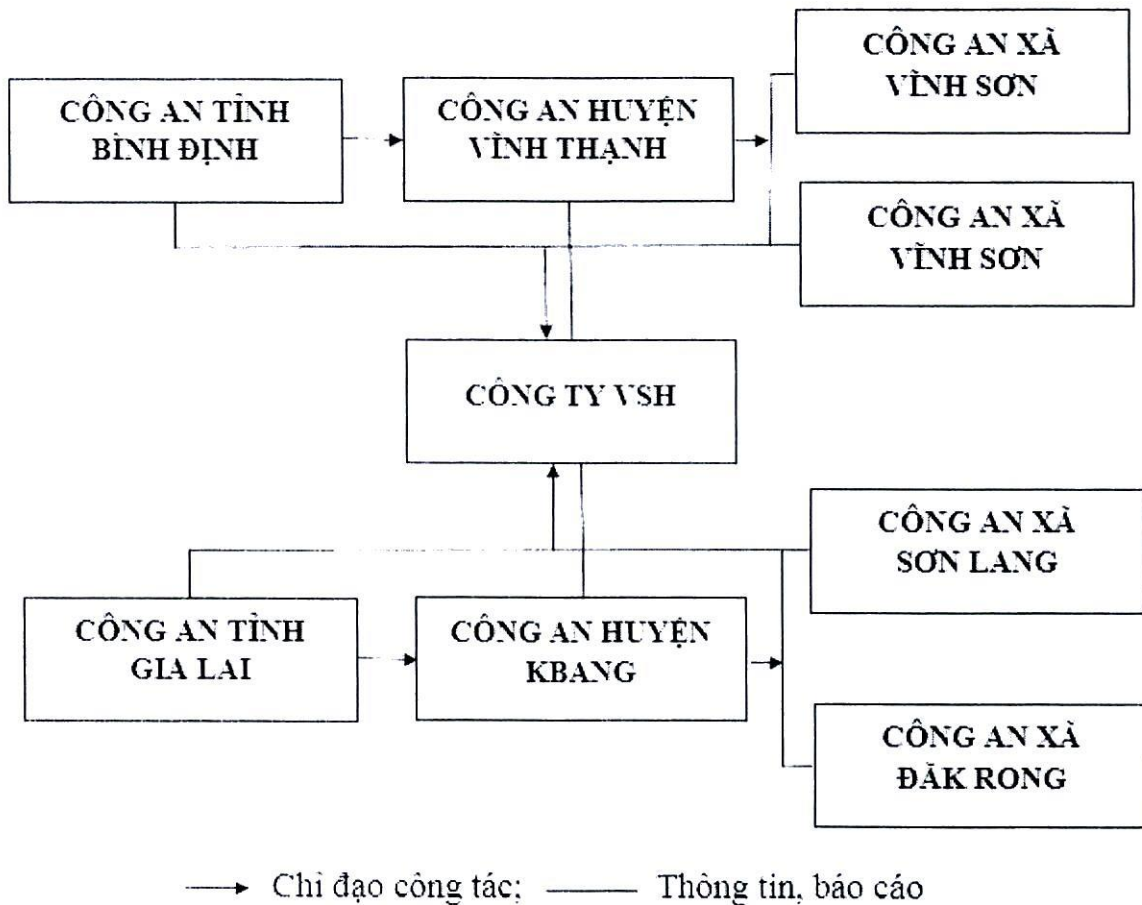 CÔNG AN TỈNH
BÌNH ĐỊNH
CÔNG AN HUYỆN
VĨNH THẠNH
CÔNG AN XÃ
VĨNH SƠN
CÔNG AN XÃ
VĨNH SƠN
CÔNG TY VSH
CÔNG AN XÃ
SƠN LANG
CÔNG AN TỈNH
GIA LAI
CÔNG AN HUYỆN
KBANG
CÔNG AN XÃ
ĐĂK RONG
Chỉ đạo công tác; Thông tin, báo cáo